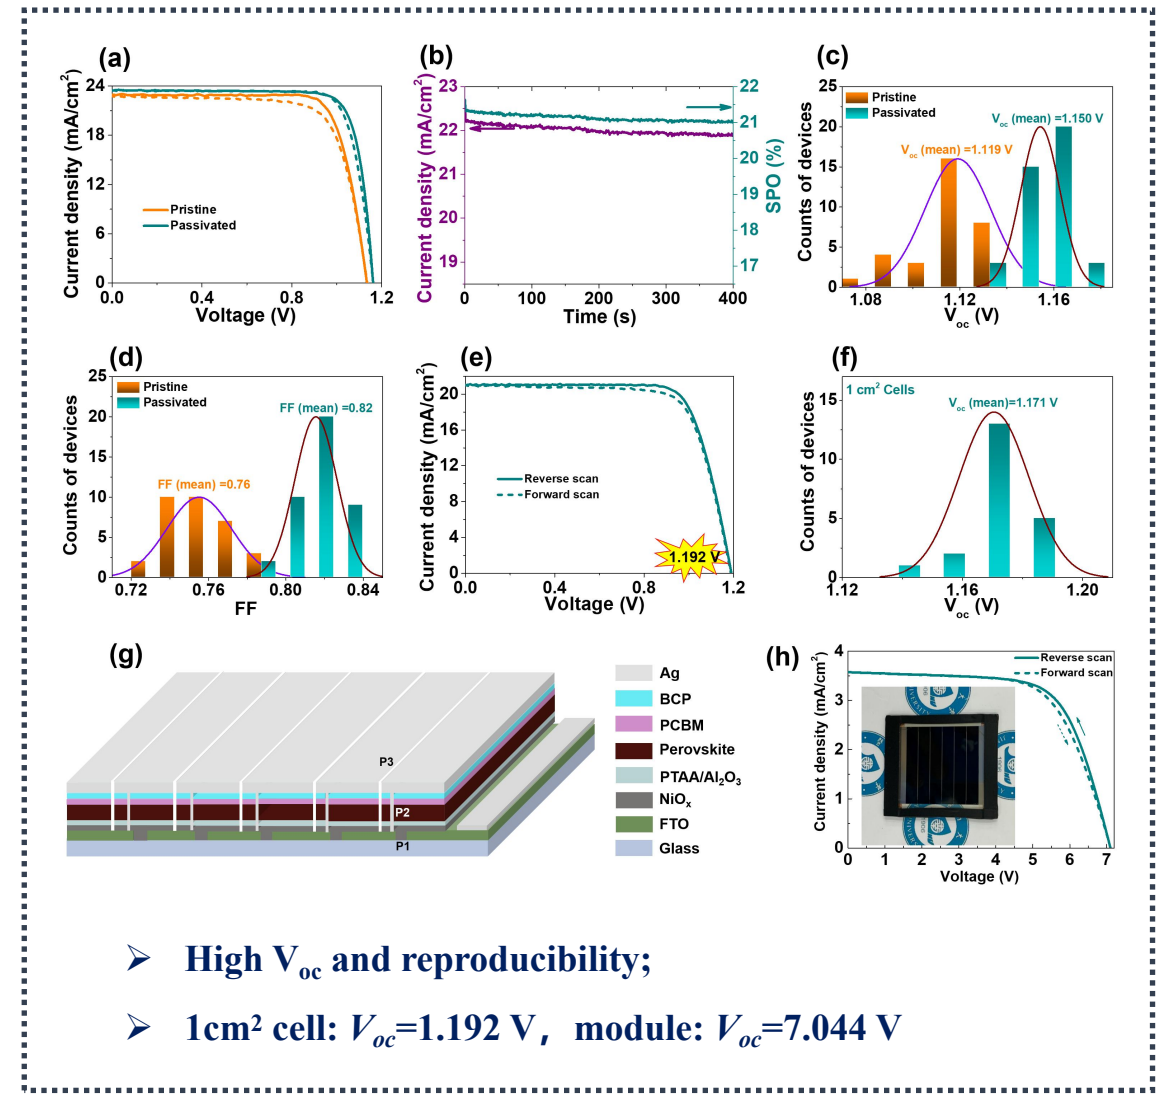 (a)
24
18
12
6
0
0.0
0.4
0.8
1.2
Current density (mA/cm²)
Voltage (V)
Pristine
Passivated
(b)
23
22
21
20
19
0
100
200
300
400
22
21
20
19
18
17
Current density (mA/cm²)
SPO (%)
Time (s)
(c)
Pristine
Passivated
Voc (mean) =1.150 V
Voc (mean) =1.119 V
25
20
15
10
5
0
1.08
1.12
1.16
Counts of devices
Voc (V)
(d)
Pristine
Passivated
FF (mean) =0.82
FF (mean) =0.76
25
20
15
10
5
0
0.72
0.76
0.80
0.84
Counts of devices
FF
(e)
20
16
12
8
4
0
0.0
0.2
0.4
0.6
0.8
1.0
1.2
Current density (mA/cm²)
Voltage (V)
Reverse scan
Forward scan
1.192 V
(f)
1 cm² Cells
Voc (mean)=1.171 V
15
10
5
0
1.12
1.16
1.20
Counts of devices
Voc (V)
(g)
P3
P2
P1
Ag
BCP
PCBM
Perovskite
PTAA/Al₂O₃
NiOx
FTO
Glass
(h)
4
3
2
1
0
0
1
2
3
4
5
6
7
Current density (mA/cm²)
Voltage (V)
Reverse scan
Forward scan
➢ High Voc and reproducibility;
➢ 1cm² cell: Voc=1.192 V， module: Voc=7.044 V